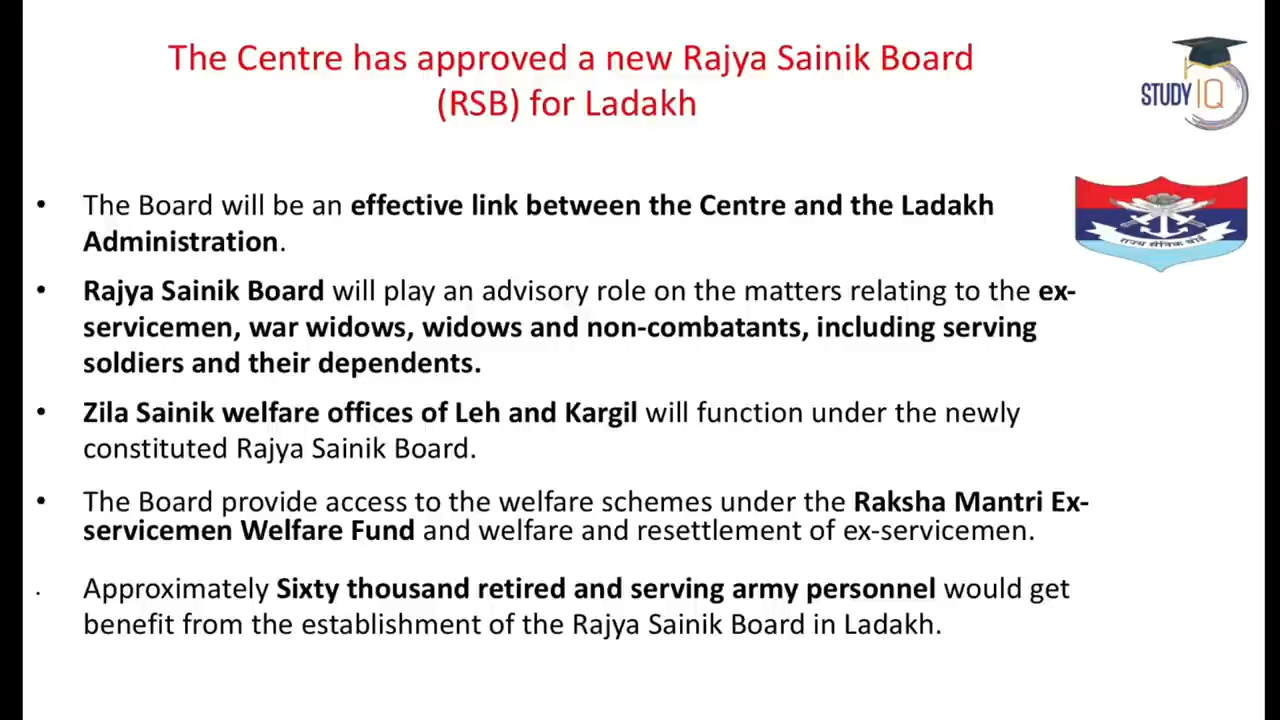 The Centre has approved a new Rajya Sainik Board
(RSB) for Ladakh
STUDY IQ
• The Board will be an effective link between the Centre and the Ladakh
Administration.
राज्य सैनिक बोर्ड
• Rajya Sainik Board will play an advisory role on the matters relating to the ex-
servicemen, war widows, widows and non-combatants, including serving
soldiers and their dependents.
• Zila Sainik welfare offices of Leh and Kargil will function under the newly
constituted Rajya Sainik Board.
• The Board provide access to the welfare schemes under the Raksha Mantri Ex-
servicemen Welfare Fund and welfare and resettlement of ex-servicemen.
. Approximately Sixty thousand retired and serving army personnel would get
benefit from the establishment of the Rajya Sainik Board in Ladakh.